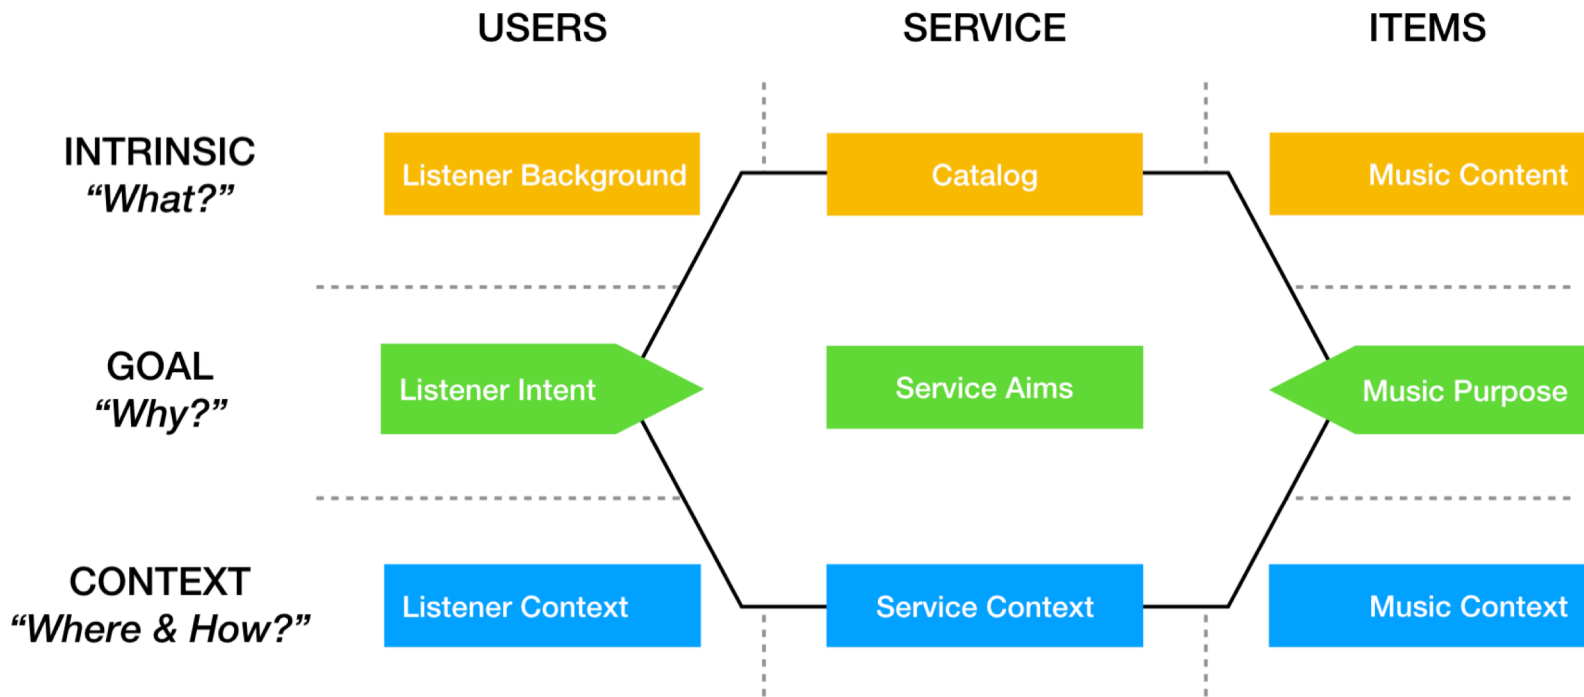 USERS
SERVICE
ITEMS
INTRINSIC
“What?”
Listener Background
Catalog
Music Content
GOAL
“Why?”
Listener Intent
Service Aims
Music Purpose
CONTEXT
“Where & How?”
Listener Context
Service Context
Music Context